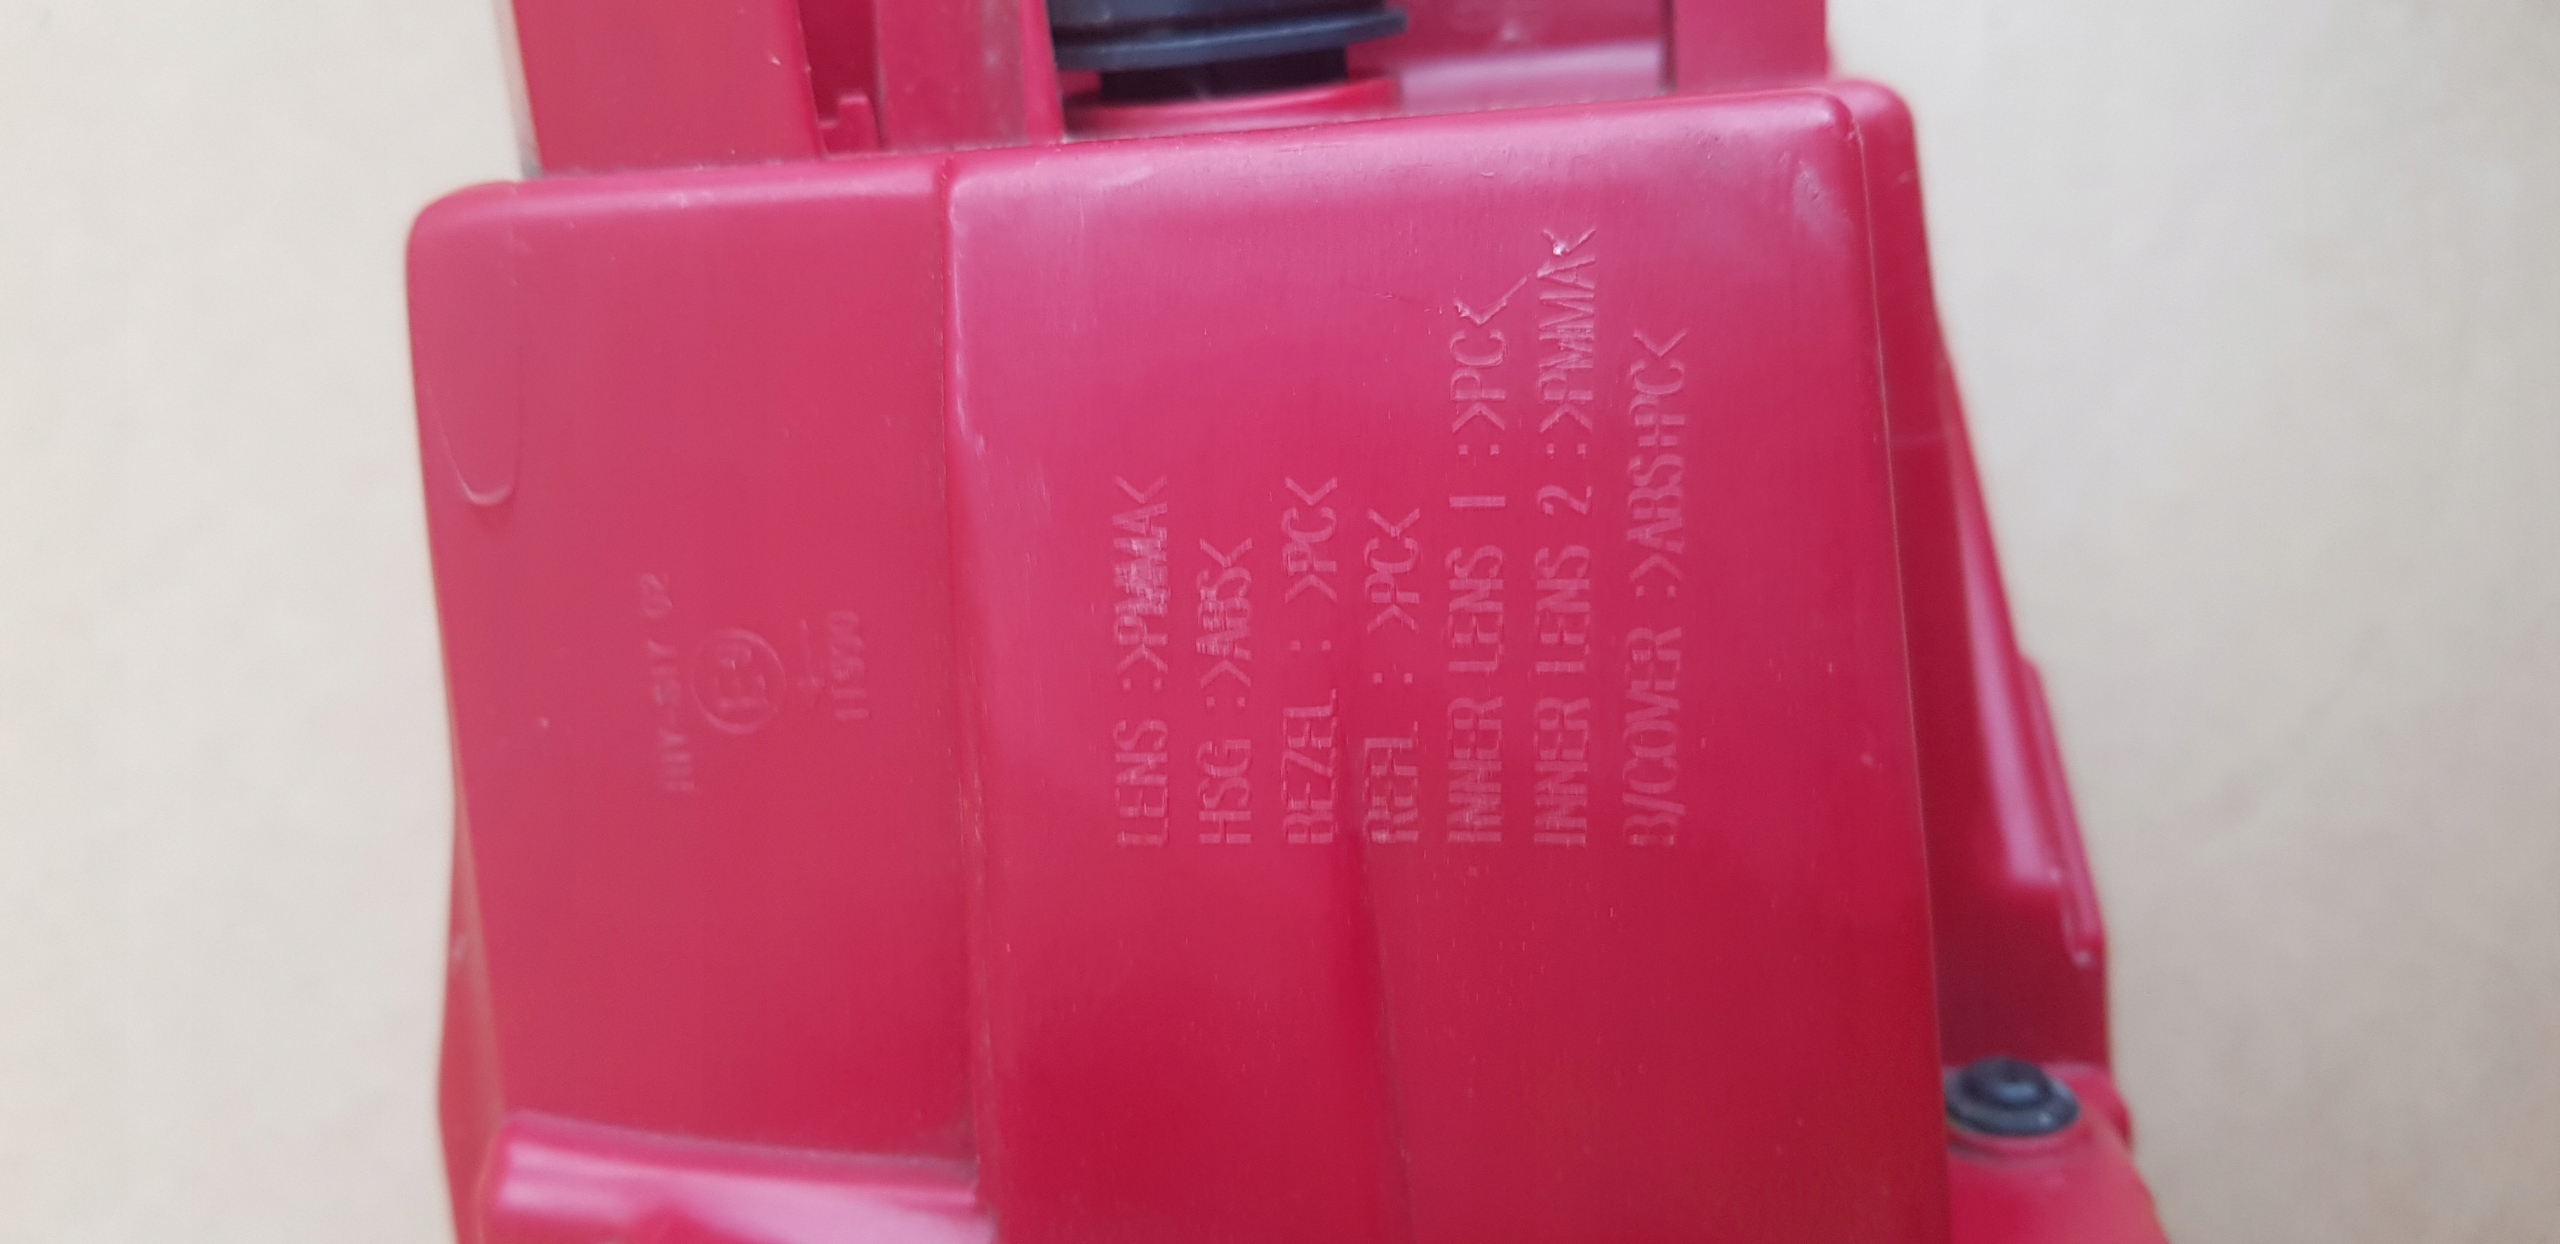 LENS :>PMMA<
HSG :>ABS<
BEZEL : >PC<
REFL : >PC<
INNER LENS 1 :>PC<
INNER LENS 2 :>PMMA<
B/COVER :>ABS+PC<